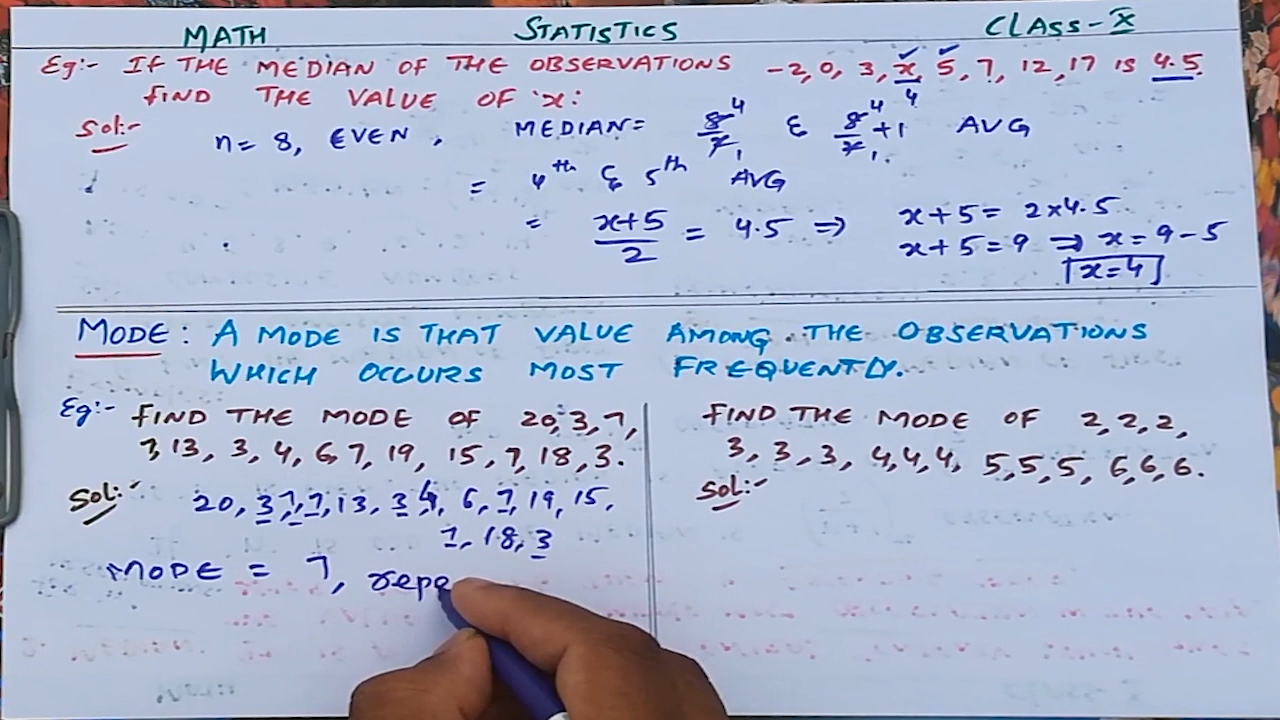 MATH STATISTICS CLASS-X
Eg:- IF THE MEDIAN OF THE OBSERVATIONS -2, 0, 3, x, 5, 7, 12, 17 is 4.5.
FIND THE VALUE OF 'x':
4
Sol:- n= 8, EVEN, MEDIAN= 8/2 4 1 & 8/2 4 1 +1 AVG
= 4th & 5th AVG
= x+5/2 = 4.5 ⇒ x+5= 2x4.5
x+5=9 ⇒ x=9-5
x=4
MODE: A MODE IS THAT VALUE AMONG THE OBSERVATIONS
WHICH OCCURS MOST FREQUENTLY.
Eg:- FIND THE MODE OF 20, 3, 7,
7, 13, 3, 4, 6, 7, 19, 15, 7, 18, 3.
Sol:- 20, 3, 7, 7, 13, 3, 4, 6, 7, 19, 15,
7, 18, 3
MODE = 7, repe
FIND THE MODE OF 2, 2, 2,
3, 3, 3, 4, 4, 4, 5, 5, 5, 6, 6, 6.
Sol:-